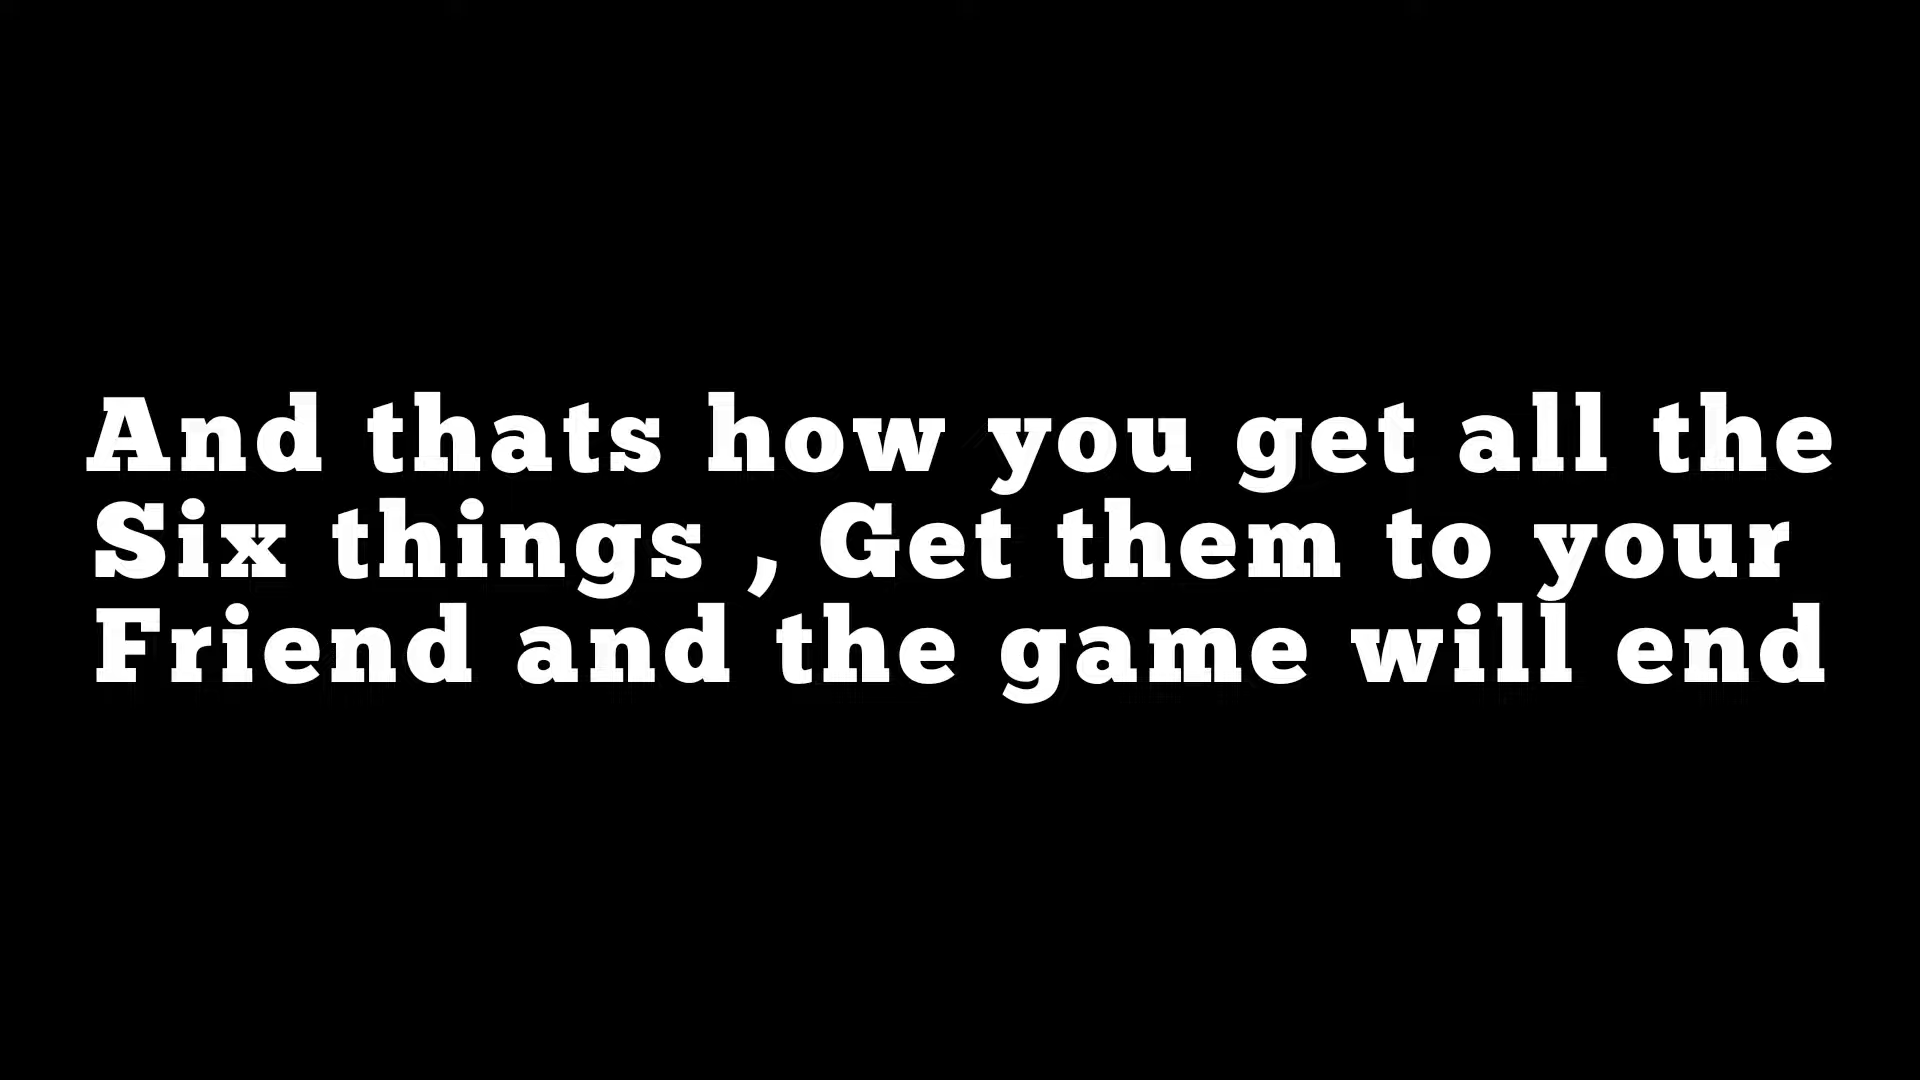 And thats how you get all the
Six things , Get them to your
Friend and the game will end